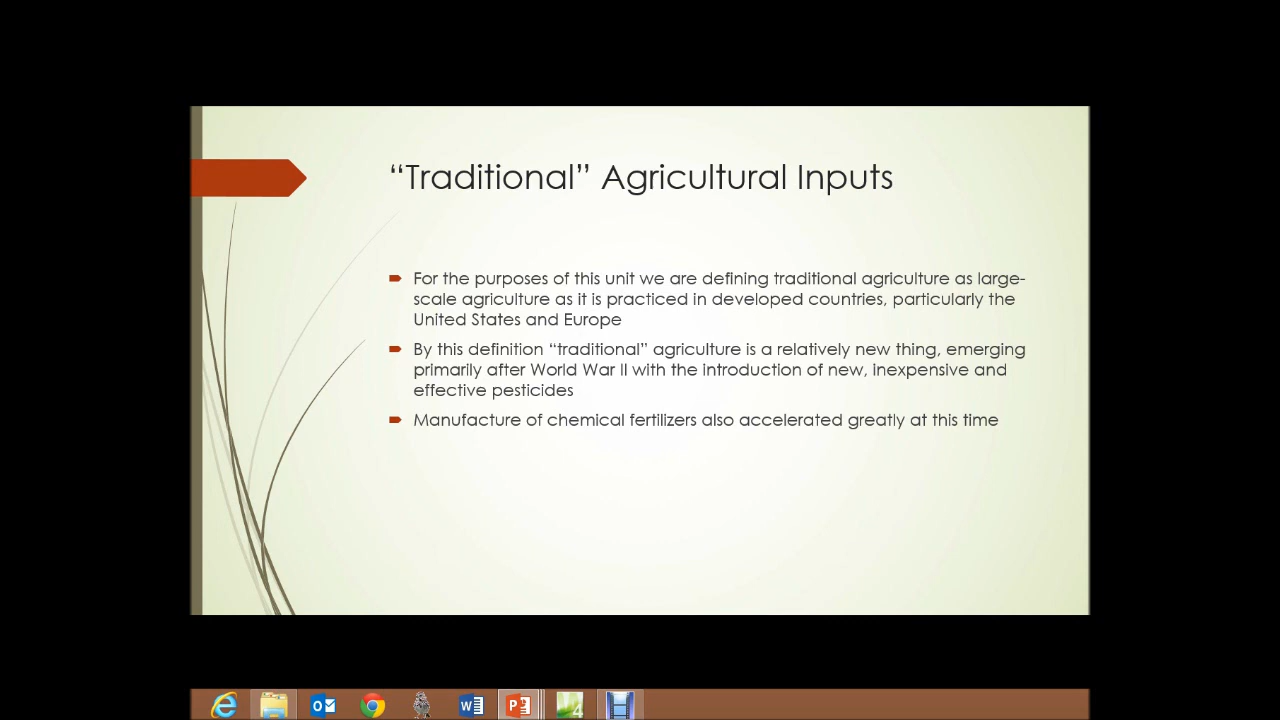 “Traditional” Agricultural Inputs
For the purposes of this unit we are defining traditional agriculture as large-
scale agriculture as it is practiced in developed countries, particularly the
United States and Europe
By this definition “traditional” agriculture is a relatively new thing, emerging
primarily after World War II with the introduction of new, inexpensive and
effective pesticides
Manufacture of chemical fertilizers also accelerated greatly at this time